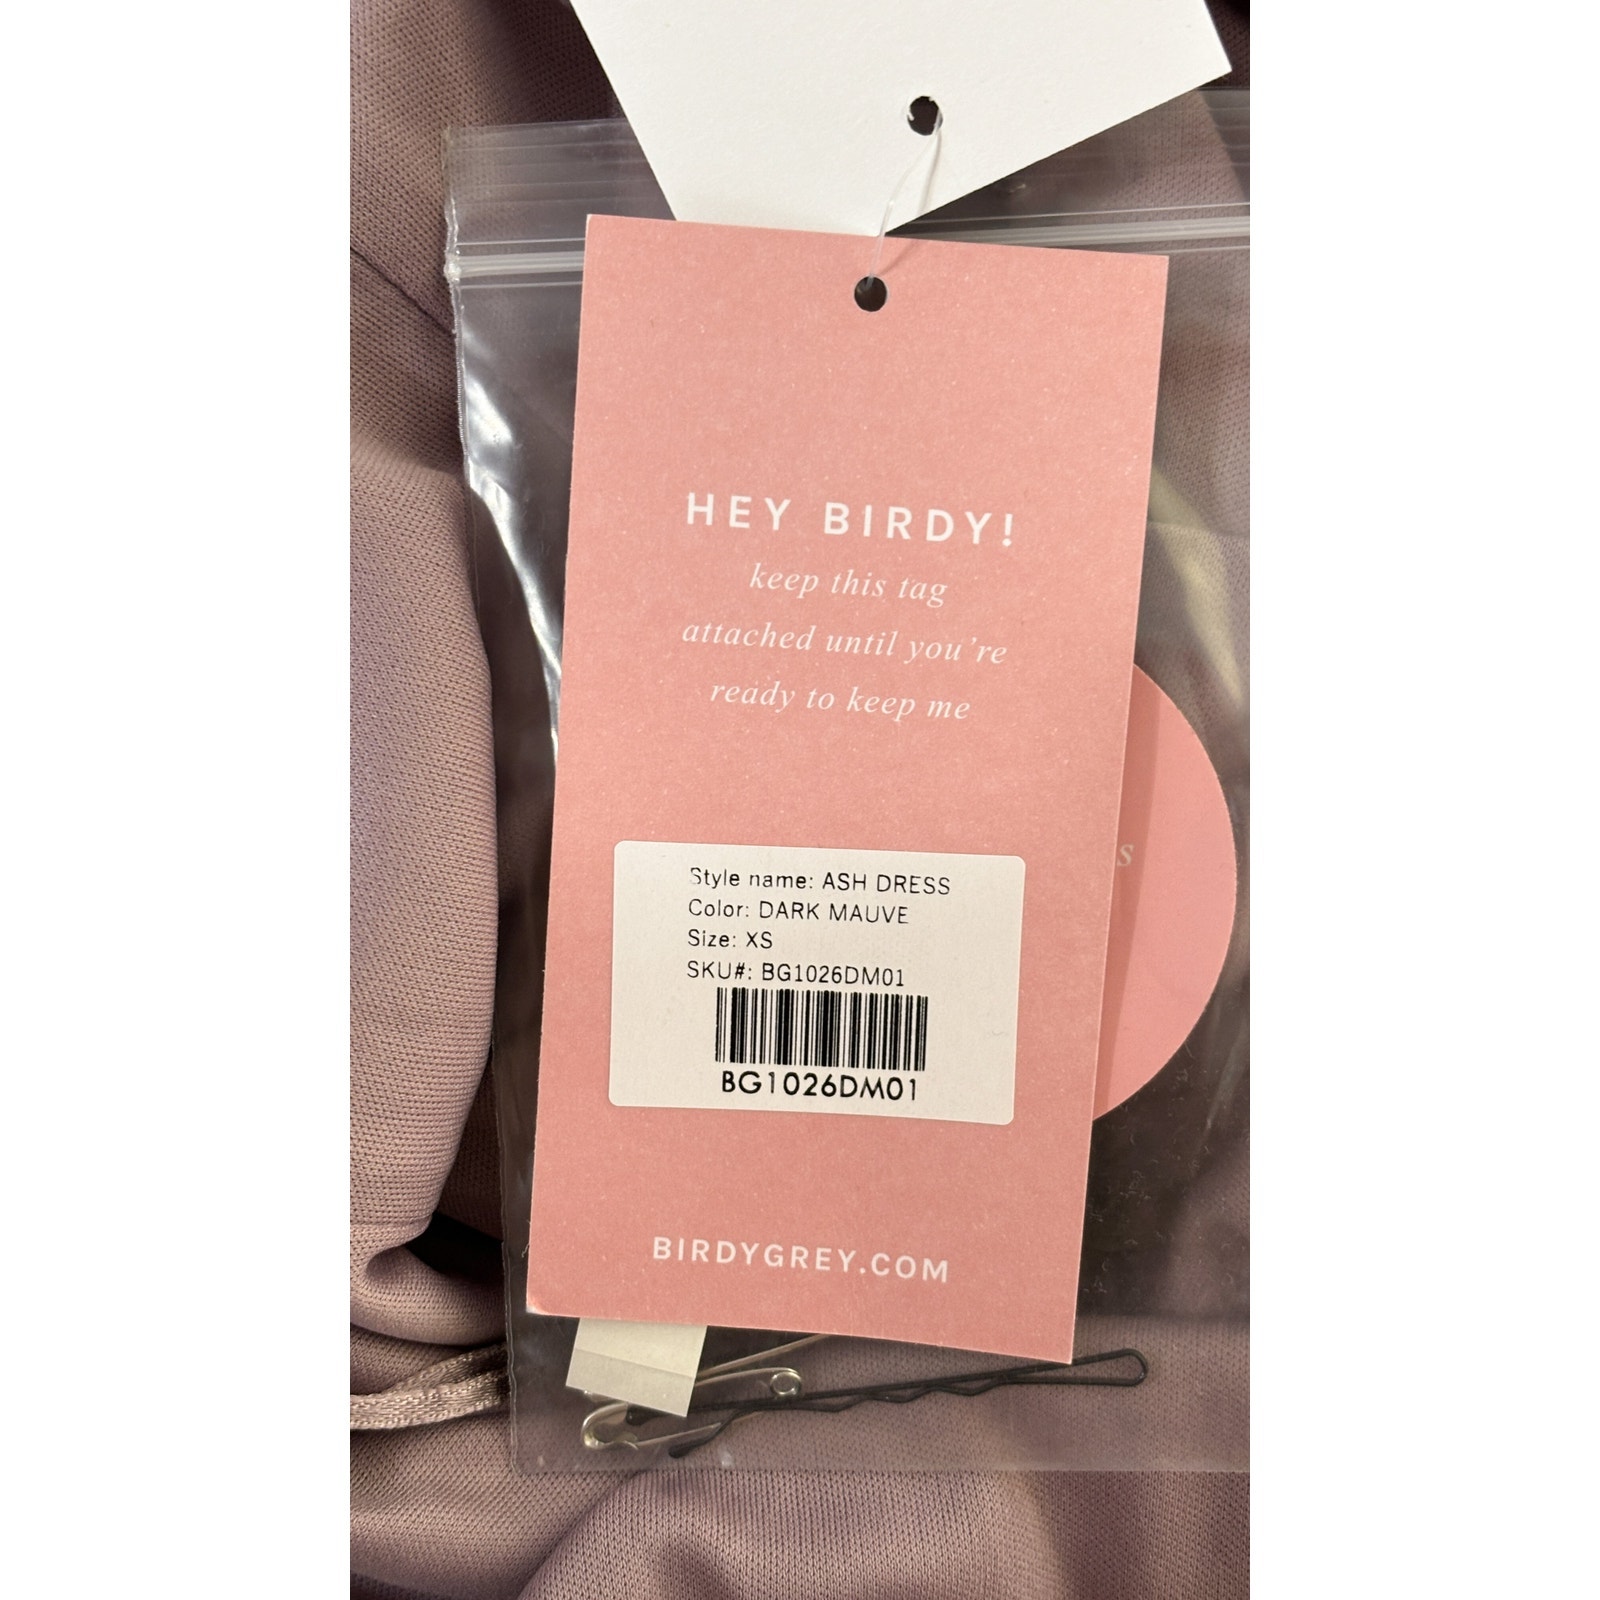 HEY BIRDY!
keep this tag
attached until you're
ready to keep me
s
Style name: ASH DRESS
Color: DARK MAUVE
Size: XS
SKU#: BG1026DM01
BG1026DM01
BIRDYGREY.COM